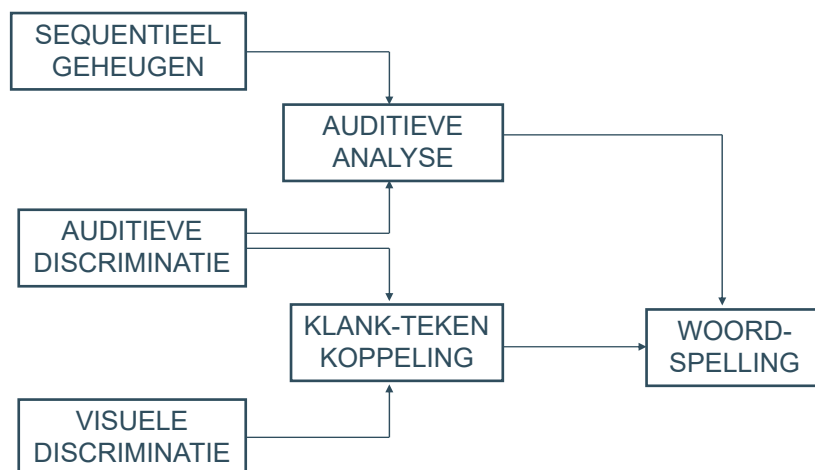 SEQUENTIEEL
GEHEUGEN
AUDITIEVE
ANALYSE
AUDITIEVE
DISCRIMINATIE
KLANK-TEKEN
KOPPELING
WOORD-
SPELLING
VISUELE
DISCRIMINATIE